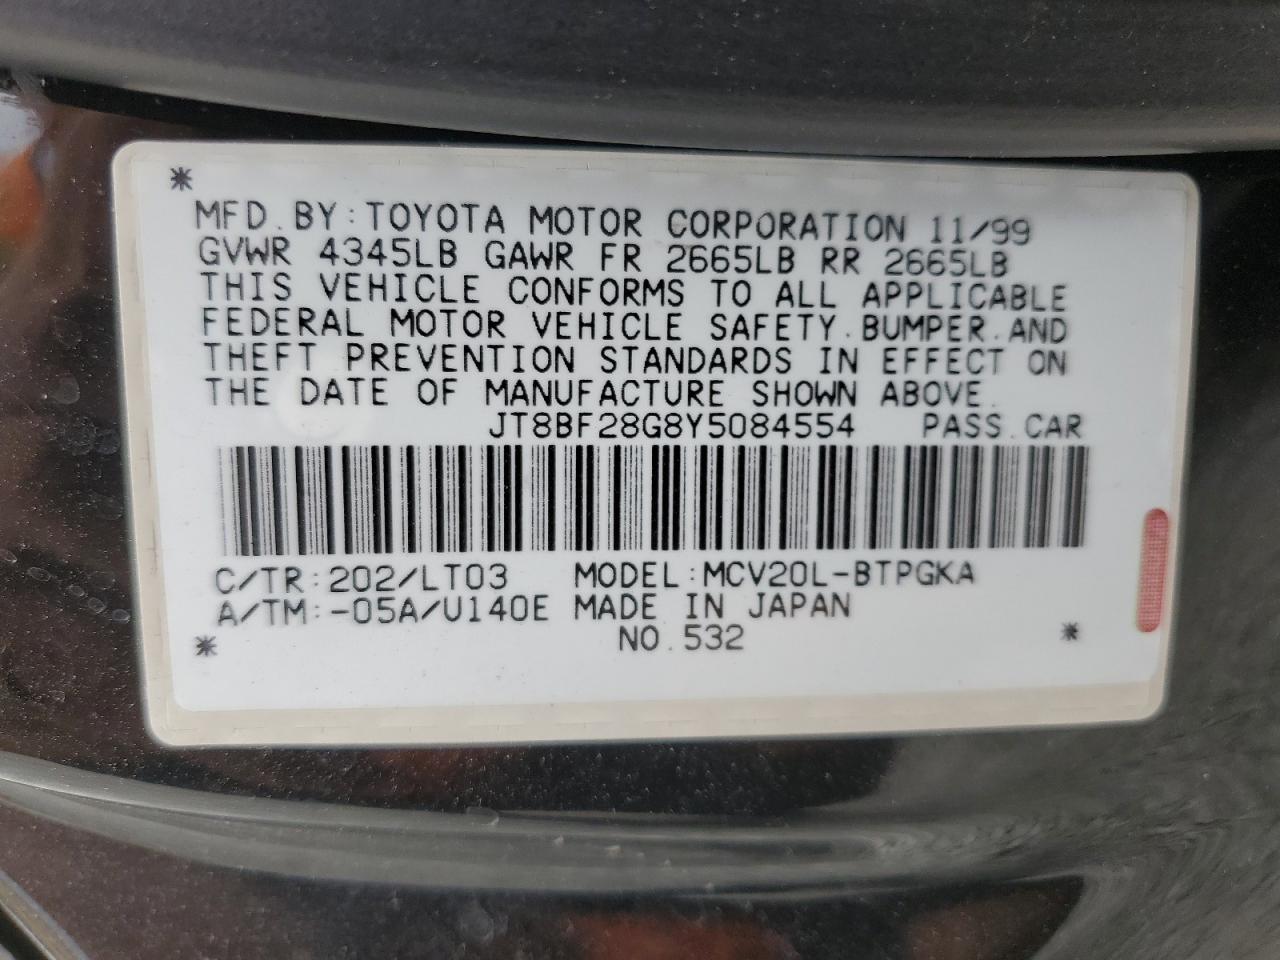 *
MFD. BY: TOYOTA MOTOR CORPORATION 11/99
GVWR 4345LB GAWR FR 2665LB RR 2665LB
THIS VEHICLE CONFORMS TO ALL APPLICABLE
FEDERAL MOTOR VEHICLE SAFETY. BUMPER. AND
THEFT PREVENTION STANDARDS IN EFFECT ON
THE DATE OF MANUFACTURE SHOWN ABOVE.
JT8BF28G8Y5084554 PASS. CAR
C/TR: 202/LT03 MODEL: MCV20L-BTPGKA
A/TM: -05A/U140E MADE IN JAPAN
* NO. 532 *